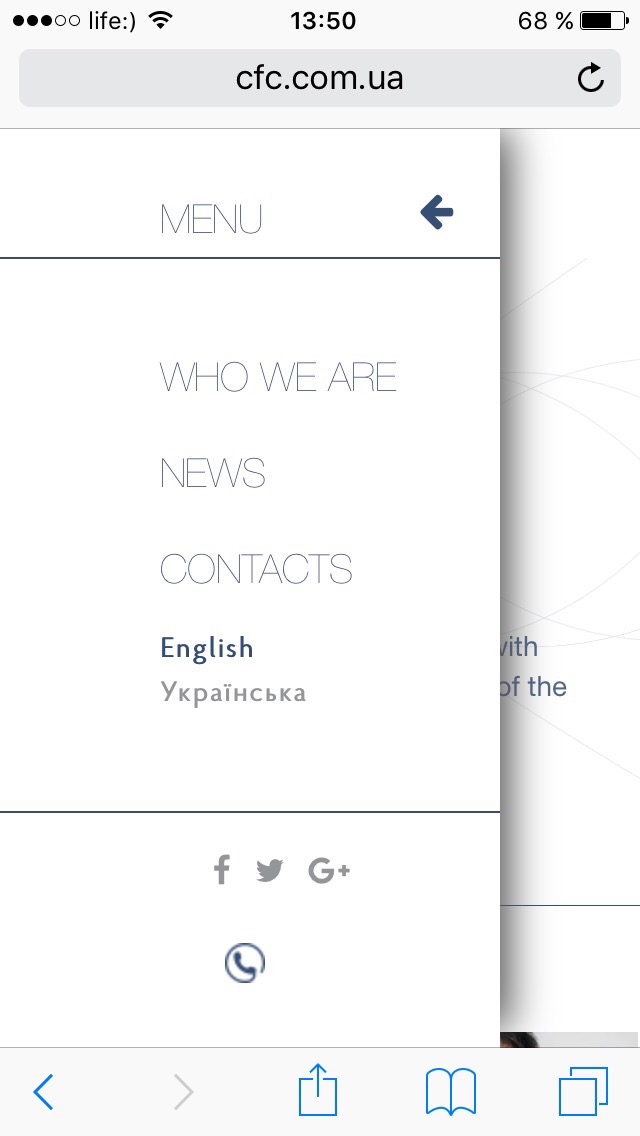 life:) 13:50 68 %
cfc.com.ua
MENU
WHO WE ARE
NEWS
CONTACTS
English
with
Українська
of the
G+